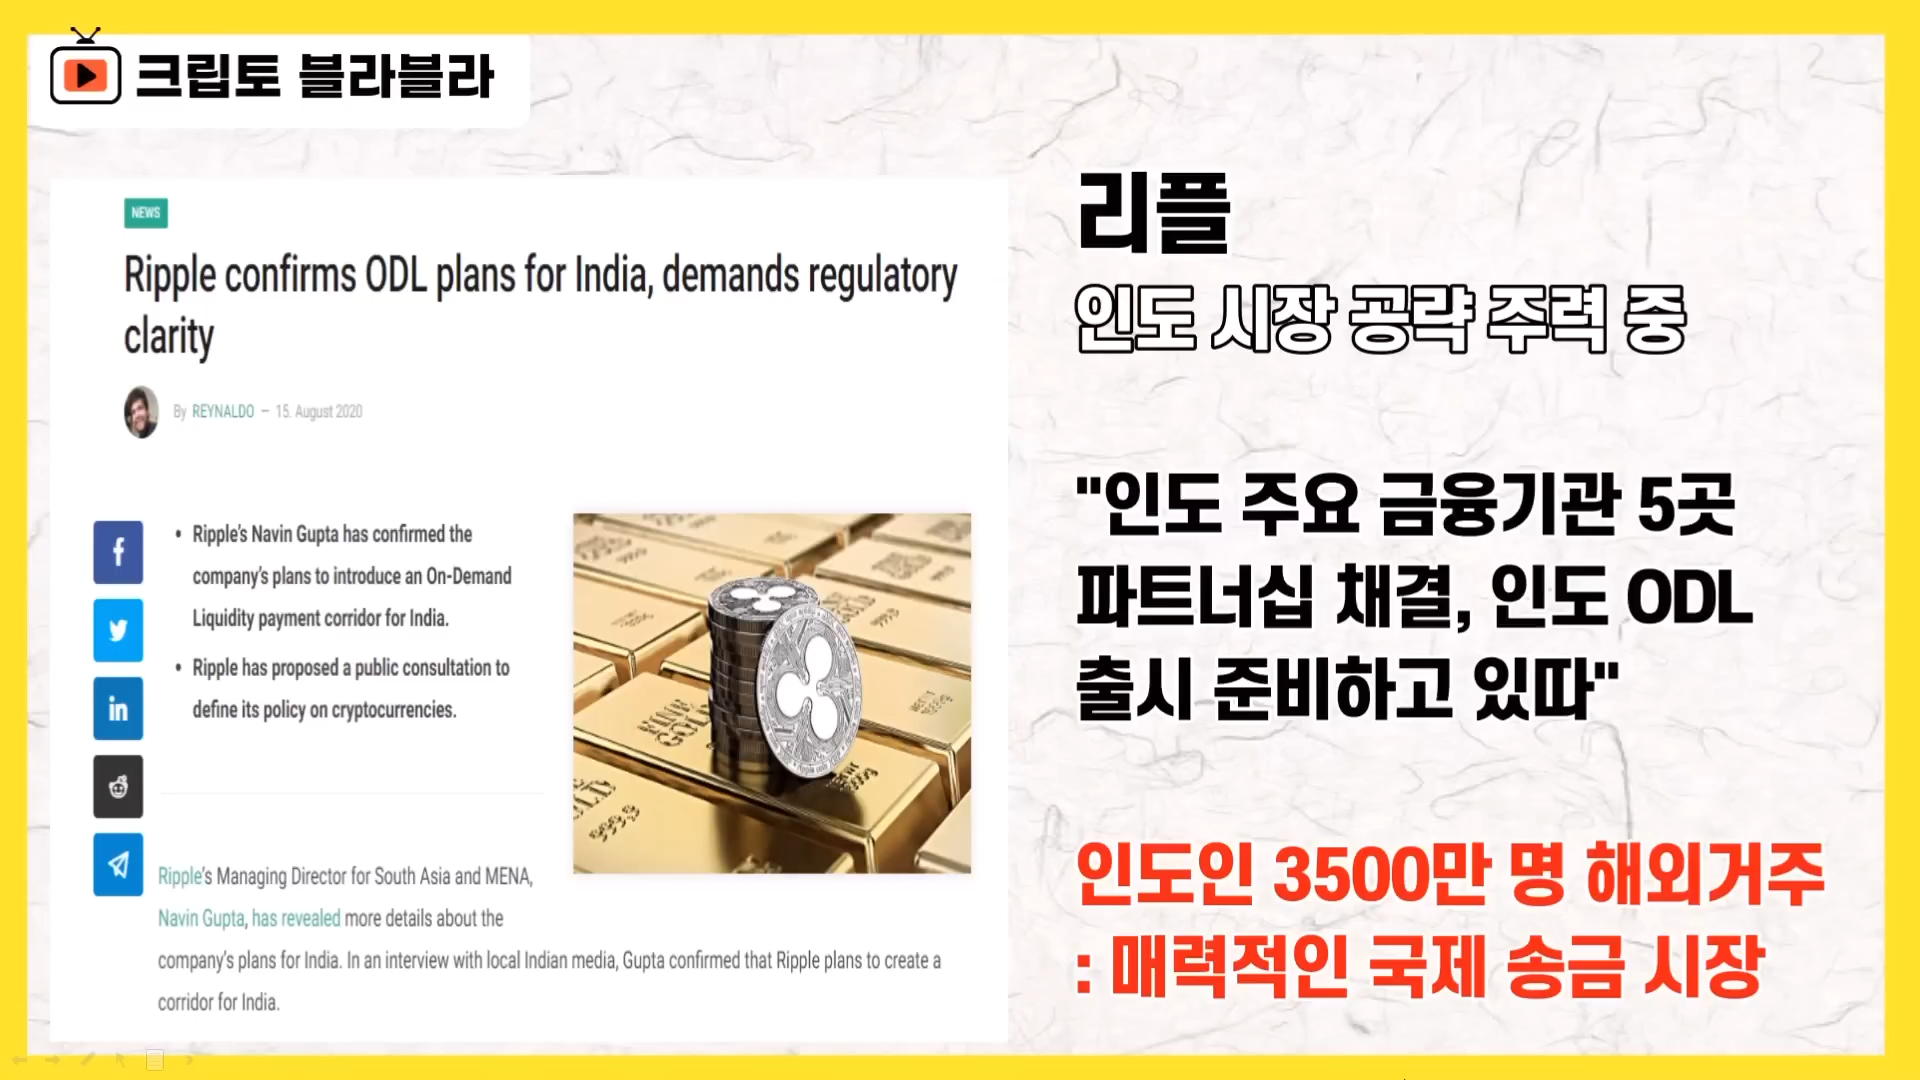 크립토 블라블라
NEWS
Ripple confirms ODL plans for India, demands regulatory
clarity
By REYNALDO – 15. August 2020
• Ripple's Navin Gupta has confirmed the
company's plans to introduce an On-Demand
Liquidity payment corridor for India.
• Ripple has proposed a public consultation to
define its policy on cryptocurrencies.
Ripple's Managing Director for South Asia and MENA,
Navin Gupta, has revealed more details about the
company's plans for India. In an interview with local Indian media, Gupta confirmed that Ripple plans to create a
corridor for India.
리플
인도 시장 공략 주력 중
"인도 주요 금융기관 5곳
파트너십 채결, 인도 ODL
출시 준비하고 있따"
인도인 3500만 명 해외거주
: 매력적인 국제 송금 시장